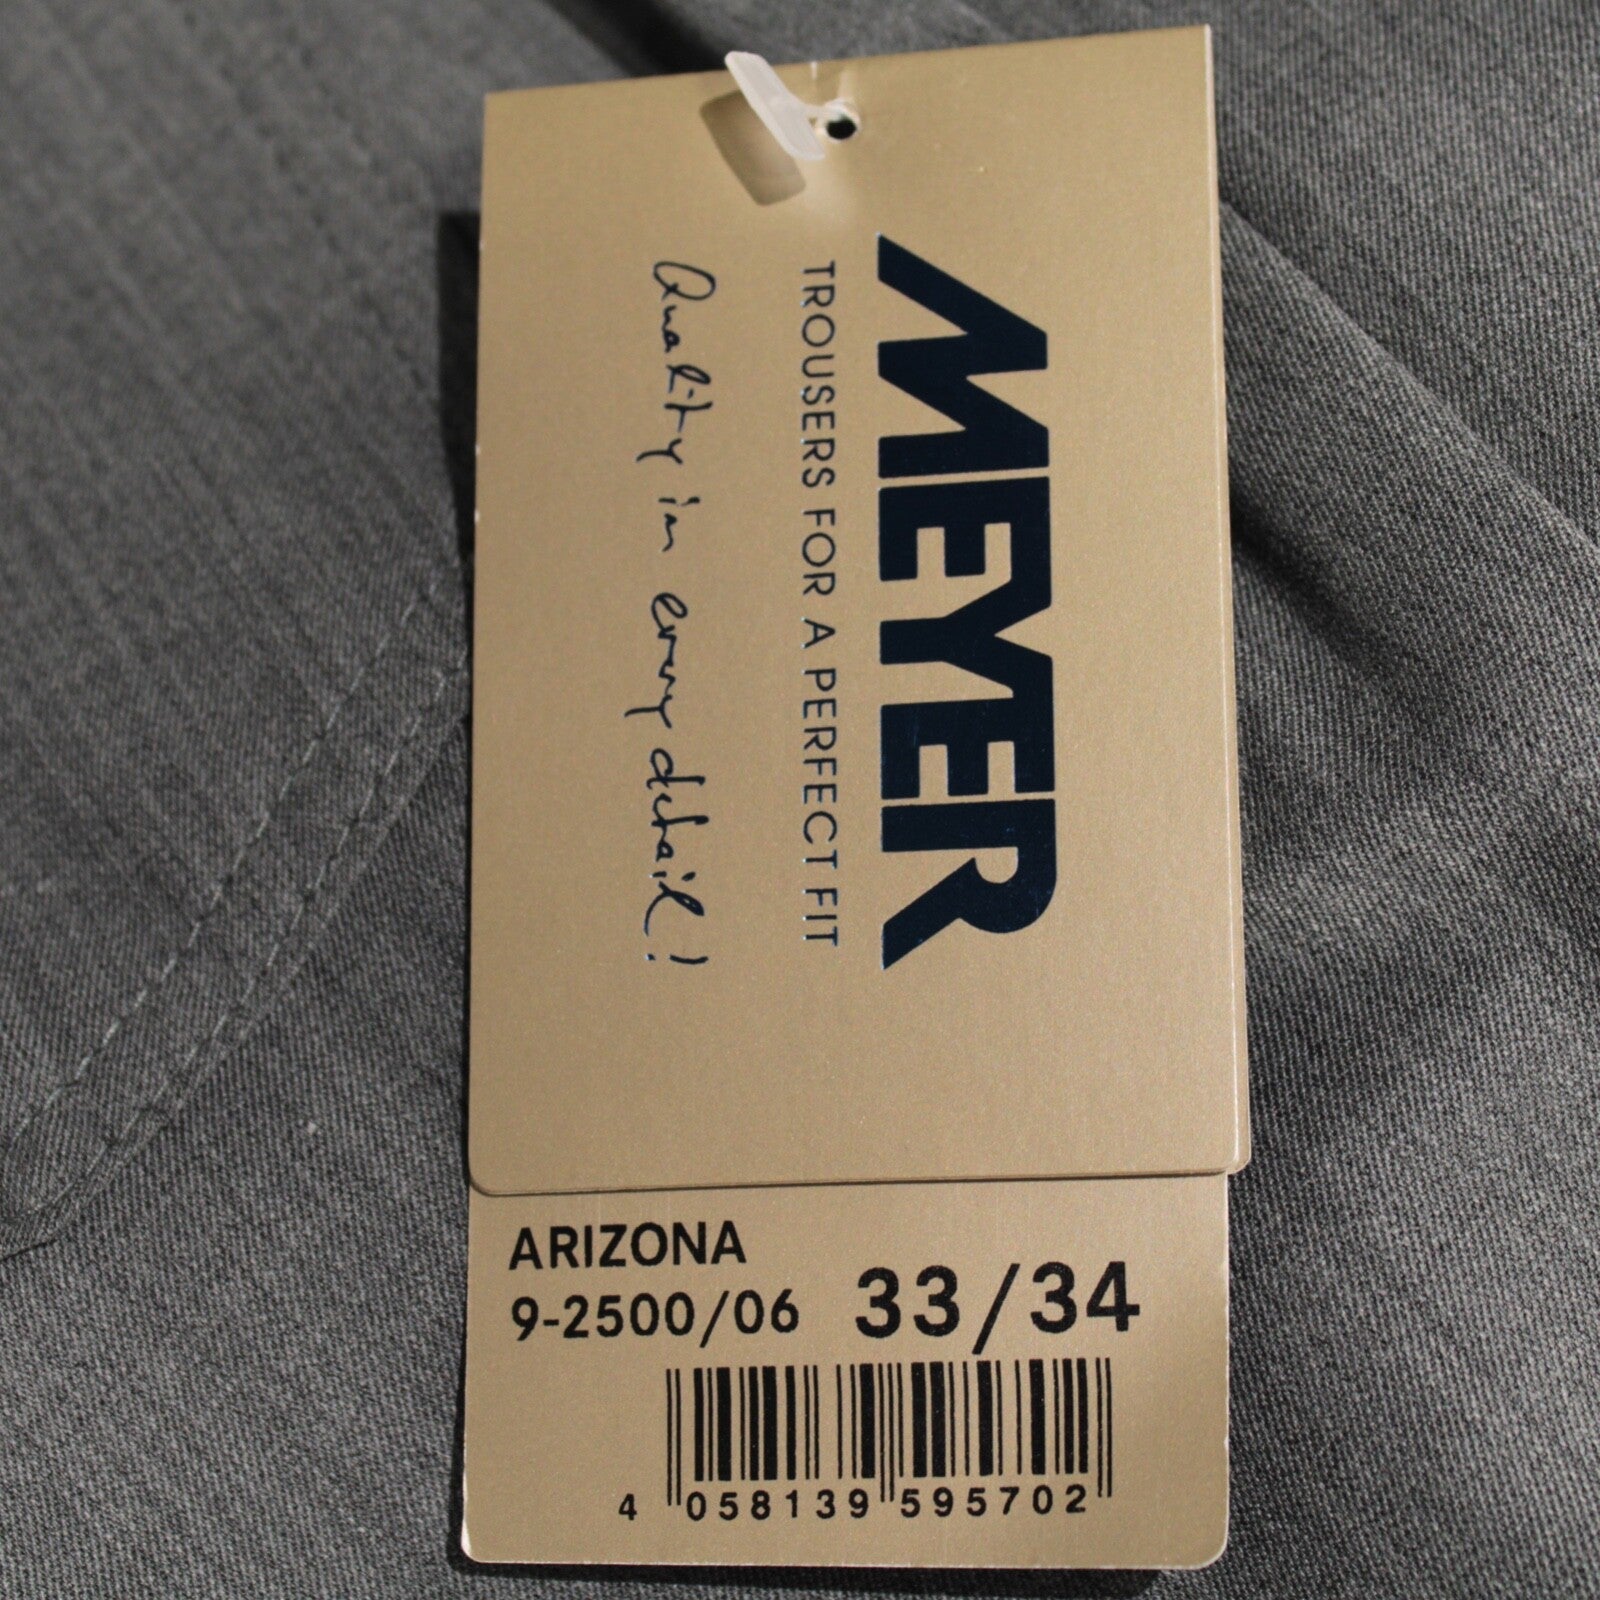 MEYER
TROUSERS FOR A PERFECT FIT
Quality in every detail!
ARIZONA
9-2500/06 33/34
4 058139 595702